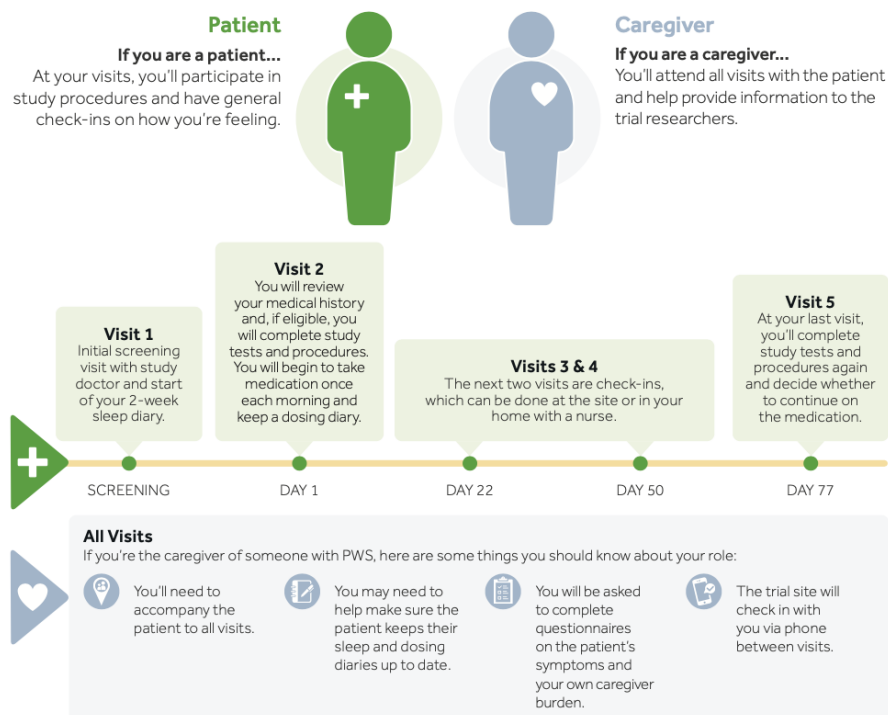 Patient
If you are a patient...
At your visits, you'll participate in
study procedures and have general
check-ins on how you're feeling.
Caregiver
If you are a caregiver...
You'll attend all visits with the patient
and help provide information to the
trial researchers.
Visit 1
Initial screening
visit with study
doctor and start
of your 2-week
sleep diary.
Visit 2
You will review
your medical history
and, if eligible, you
will complete study
tests and procedures.
You will begin to take
medication once
each morning and
keep a dosing diary.
Visits 3 & 4
The next two visits are check-ins,
which can be done at the site or in your
home with a nurse.
Visit 5
At your last visit,
you'll complete
study tests and
procedures again
and decide whether
to continue on
the medication.
SCREENING
DAY 1
DAY 22
DAY 50
DAY 77
All Visits
If you're the caregiver of someone with PWS, here are some things you should know about your role:
You'll need to
accompany the
patient to all visits.
You may need to
help make sure the
patient keeps their
sleep and dosing
diaries up to date.
You will be asked
to complete
questionnaires
on the patient's
symptoms and
your own caregiver
burden.
The trial site will
check in with
you via phone
between visits.